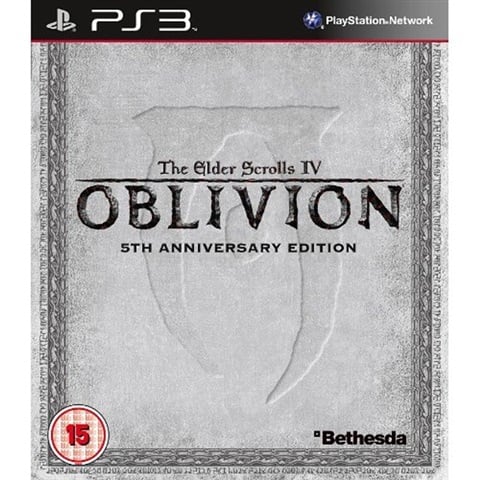 PS3
PlayStation Network
The Elder Scrolls IV
OBLIVION
5TH ANNIVERSARY EDITION
15
Bethesda